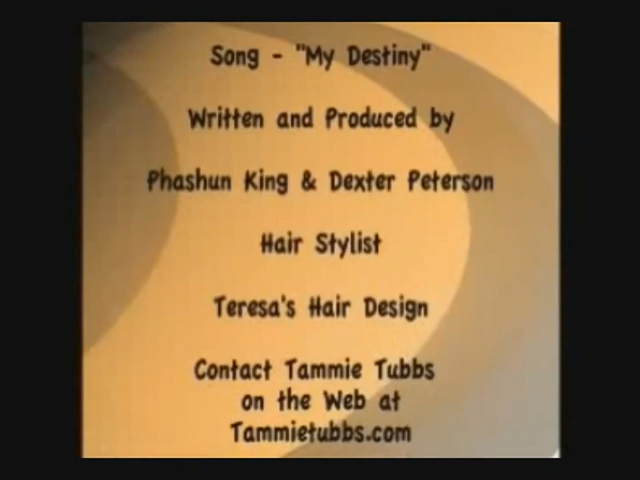 Song - "My Destiny"
Written and Produced by
Phashun King & Dexter Peterson
Hair Stylist
Teresa's Hair Design
Contact Tammie Tubbs
on the Web at
Tammietubbs.com